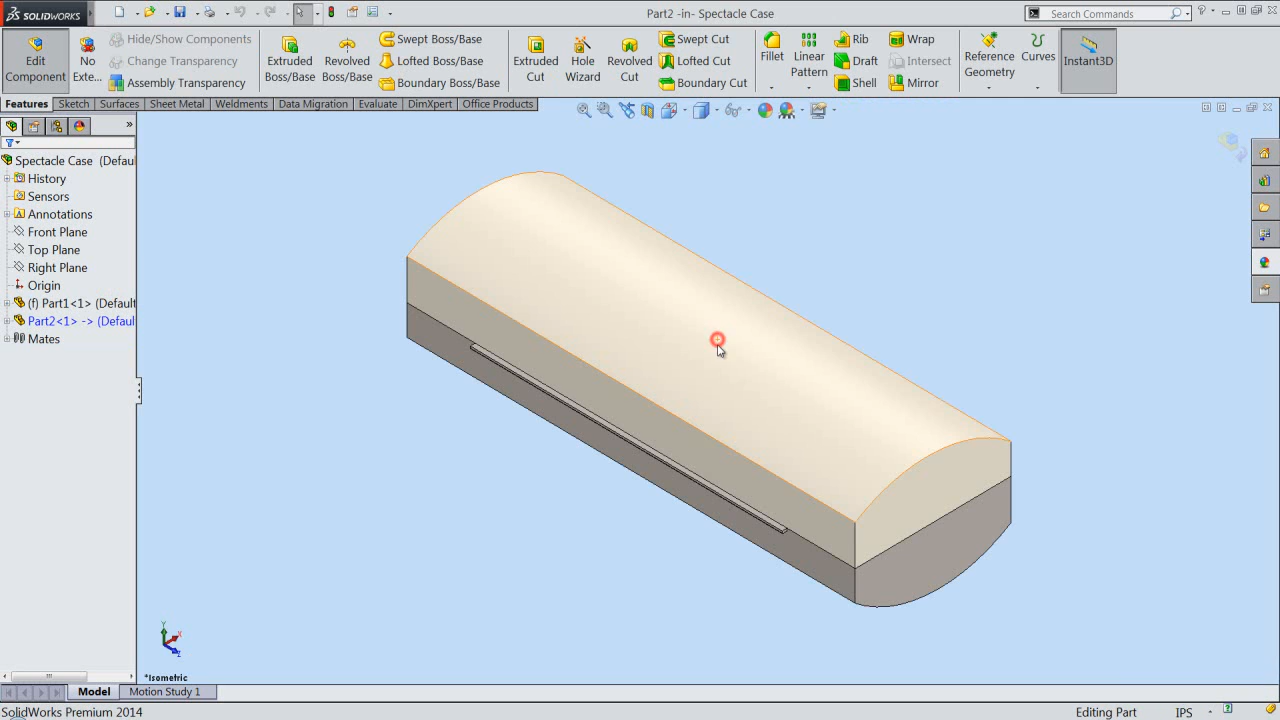 SOLIDWORKS
Part2 -in- Spectacle Case
Search Commands
Edit Component
No Exte...
Hide/Show Components
Change Transparency
Assembly Transparency
Extruded Boss/Base
Revolved Boss/Base
Swept Boss/Base
Lofted Boss/Base
Boundary Boss/Base
Extruded Cut
Hole Wizard
Revolved Cut
Swept Cut
Lofted Cut
Boundary Cut
Fillet
Linear Pattern
Rib
Draft
Shell
Wrap
Intersect
Mirror
Reference Geometry
Curves
Instant3D
Features
Sketch
Surfaces
Sheet Metal
Weldments
Data Migration
Evaluate
DimXpert
Office Products
Spectacle Case (Defau
History
Sensors
Annotations
Front Plane
Top Plane
Right Plane
Origin
(f) Part1<1> (Default
Part2<1> -> (Defau
Mates
Y
X
Z
*Isometric
Model
Motion Study 1
SolidWorks Premium 2014
Editing Part
IPS